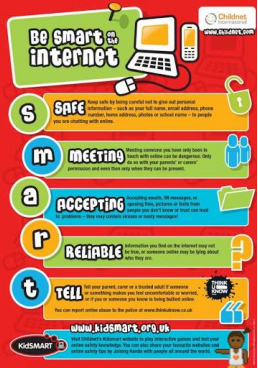 Be smart on the
internet
Childnet
International
www.childnet.com
s
SAFE
Keep safe by being careful not to give out personal
information – such as your full name, email address, phone
number, home address, photos or school name – to people
you are chatting with online.
m
MEETING
Meeting someone you have only been in
touch with online can be dangerous. Only
do so with your parents' or carers'
permission and even then only when they can be present.
a
ACCEPTING
Accepting emails, IM messages, or
opening files, pictures or texts from
people you don't know or trust can lead
to problems – they may contain viruses or nasty messages!
r
RELIABLE
Information you find on the internet may not
be true, or someone online may be lying about
who they are.
t
TELL
Tell your parent, carer or a trusted adult if someone
or something makes you feel uncomfortable or worried,
or if you or someone you know is being bullied online.
THINK
U
KNOW
You can report online abuse to the police at www.thinkuknow.co.uk
www.kidsmart.org.uk
KidSMART
Visit Childnet's Kidsmart website to play interactive games and test your
online safety knowledge. You can also share your favourite websites and
online safety tips by Joining Hands with people all around the world.